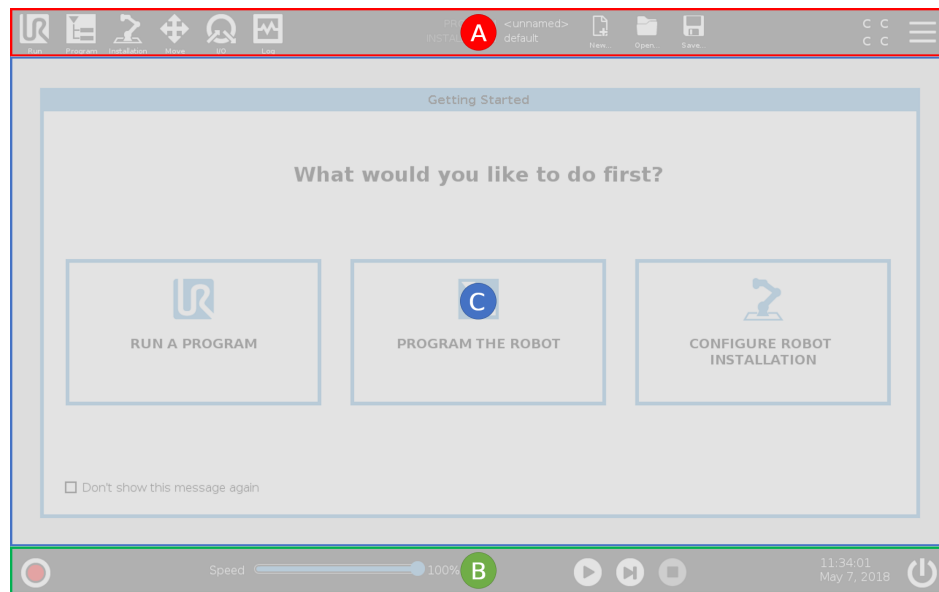 Run Program Installation Move I/O Log
<unnamed>
default
New... Open... Save...
A
C C
C C
Getting Started
What would you like to do first?
C
RUN A PROGRAM
PROGRAM THE ROBOT
CONFIGURE ROBOT
INSTALLATION
Don't show this message again
Speed 100%
B
11:34:01
May 7, 2018